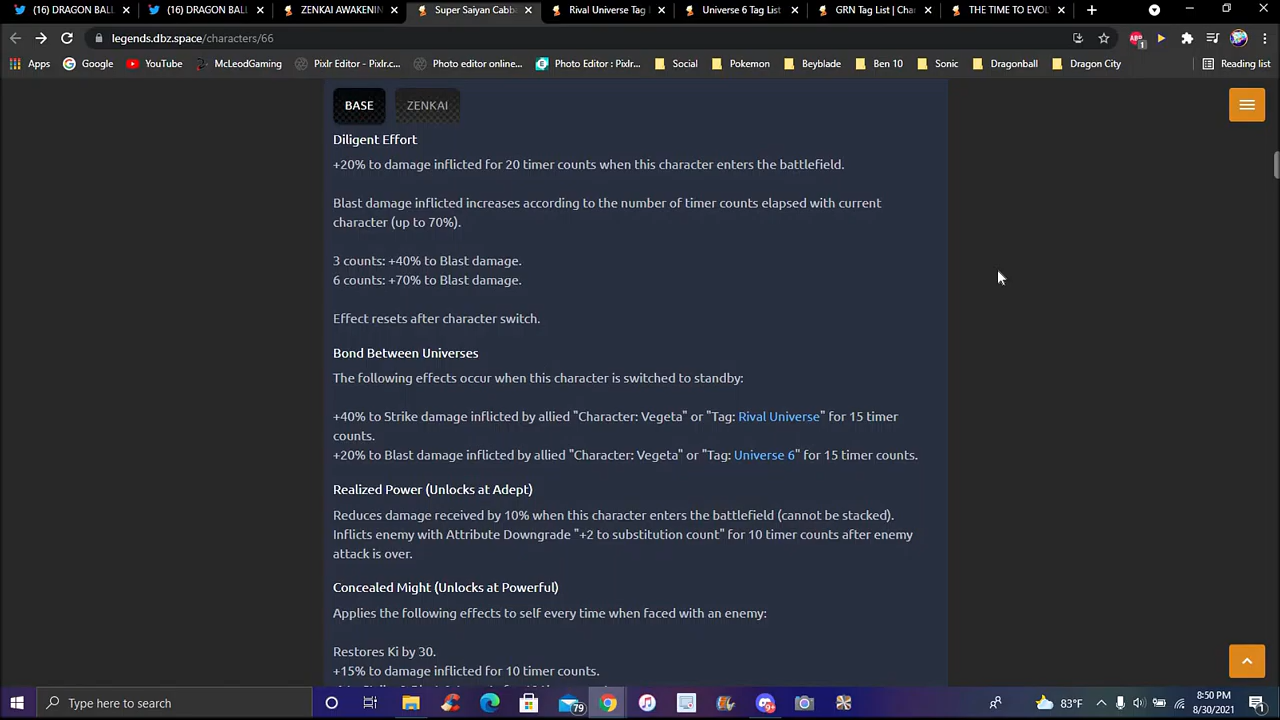 (16) DRAGON BALL
(16) DRAGON BALL
ZENKAI AWAKENIN
Super Saiyan Cabba
Rival Universe Tag
Universe 6 Tag List
GRN Tag List | Cha
THE TIME TO EVOL
legends.dbz.space/characters/66
ABP
1
Apps
Google
YouTube
McLeodGaming
Pixlr Editor - Pixlr.c...
Photo editor online...
Photo Editor : Pixlr...
Social
Pokemon
Beyblade
Ben 10
Sonic
Dragonball
Dragon City
Reading list
BASE
ZENKAI
Diligent Effort
+20% to damage inflicted for 20 timer counts when this character enters the battlefield.
Blast damage inflicted increases according to the number of timer counts elapsed with current
character (up to 70%).
3 counts: +40% to Blast damage.
6 counts: +70% to Blast damage.
Effect resets after character switch.
Bond Between Universes
The following effects occur when this character is switched to standby:
+40% to Strike damage inflicted by allied "Character: Vegeta" or "Tag: Rival Universe" for 15 timer
counts.
+20% to Blast damage inflicted by allied "Character: Vegeta" or "Tag: Universe 6" for 15 timer counts.
Realized Power (Unlocks at Adept)
Reduces damage received by 10% when this character enters the battlefield (cannot be stacked).
Inflicts enemy with Attribute Downgrade "+2 to substitution count" for 10 timer counts after enemy
attack is over.
Concealed Might (Unlocks at Powerful)
Applies the following effects to self every time when faced with an enemy:
Restores Ki by 30.
+15% to damage inflicted for 10 timer counts.
Type here to search
79
83°F
8:50 PM
8/30/2021